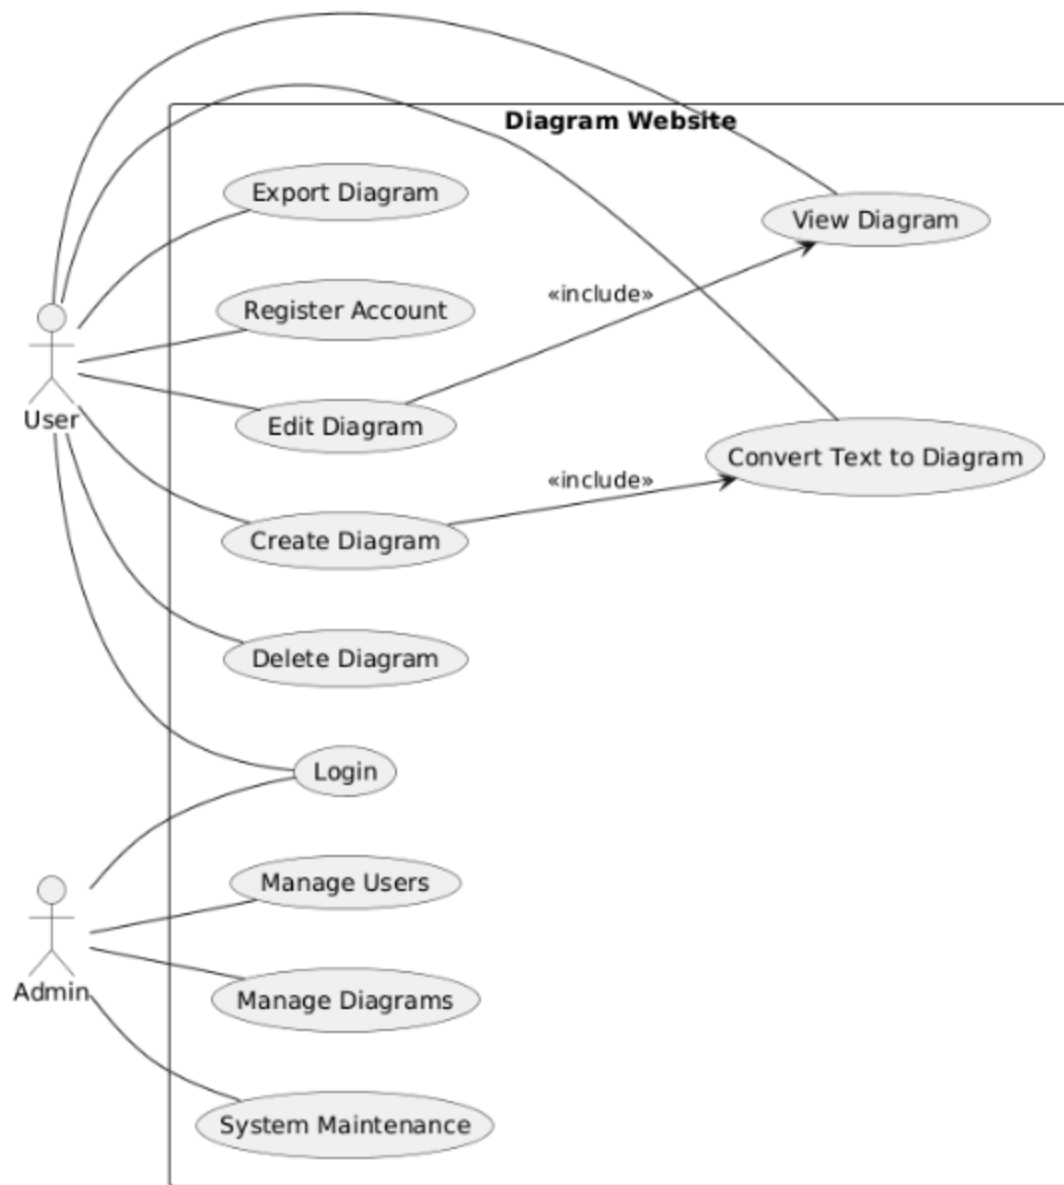 Diagram Website
Export Diagram
View Diagram
«include»
Register Account
User
Edit Diagram
Convert Text to Diagram
«include»
Create Diagram
Delete Diagram
Login
Manage Users
Admin
Manage Diagrams
System Maintenance